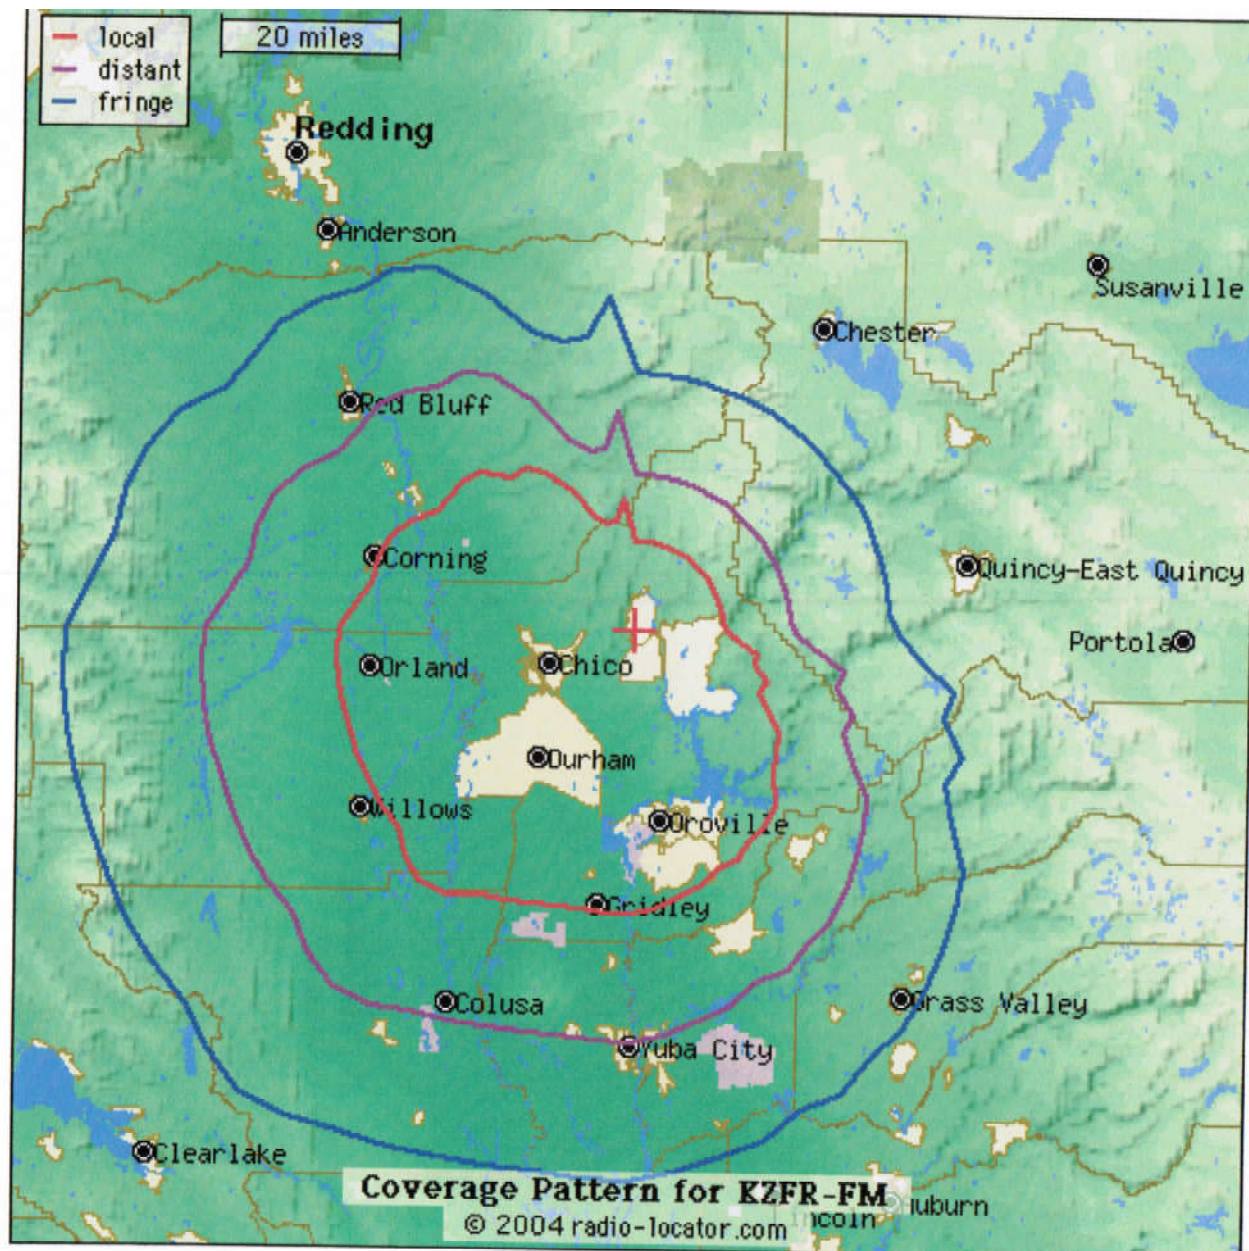 local
distant
fringe
20 miles
Redding
Anderson
Susanville
Chester
Red Bluff
Corning
Quincy-East Quincy
Portola
Orland
Chico
Durham
Willows
Oroville
Gridley
Colusa
Grass Valley
Yuba City
Clearlake
Coverage Pattern for KZFR-FM
© 2004 radio-locator.com